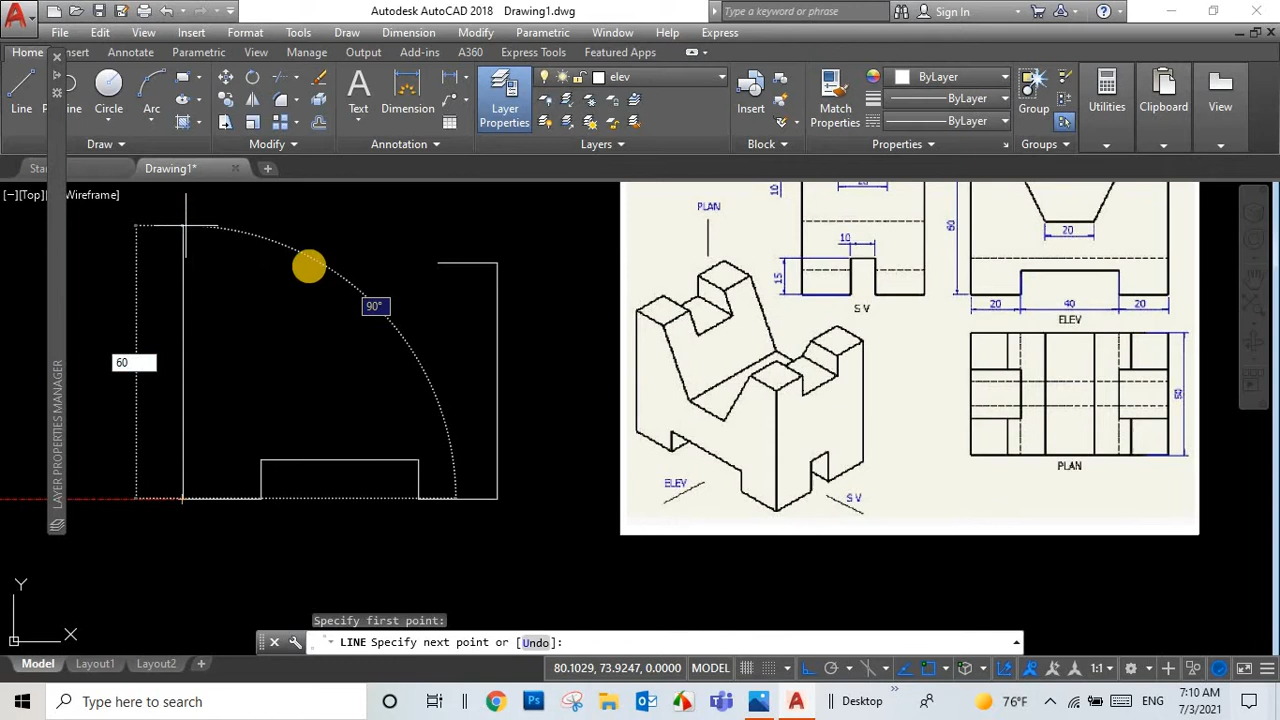 Autodesk AutoCAD 2018 Drawing1.dwg
Type a keyword or phrase
Sign In
File Edit View Insert Format Tools Draw Dimension Modify Parametric Window Help Express
Home Annotate Parametric View Manage Output Add-ins A360 Express Tools Featured Apps
Line Circle Arc
Text Dimension
Layer Properties
elev
Insert
Match Properties
ByLayer
ByLayer
ByLayer
Group
Utilities
Clipboard
View
Draw Modify Annotation Layers Block Properties Groups
Drawing1*
[−][Top] Wireframe]
90°
60
LAYER PROPERTIES MANAGER
PLAN
10
10
15
S V
60
20
20
40
20
ELEV
60
PLAN
ELEV
S V
Y
X
Specify first point:
LINE Specify next point or [Undo]:
Model Layout1 Layout2
80.1029, 73.9247, 0.0000 MODEL
1:1
Type here to search
Desktop
76°F
ENG
7:10 AM
7/3/2021